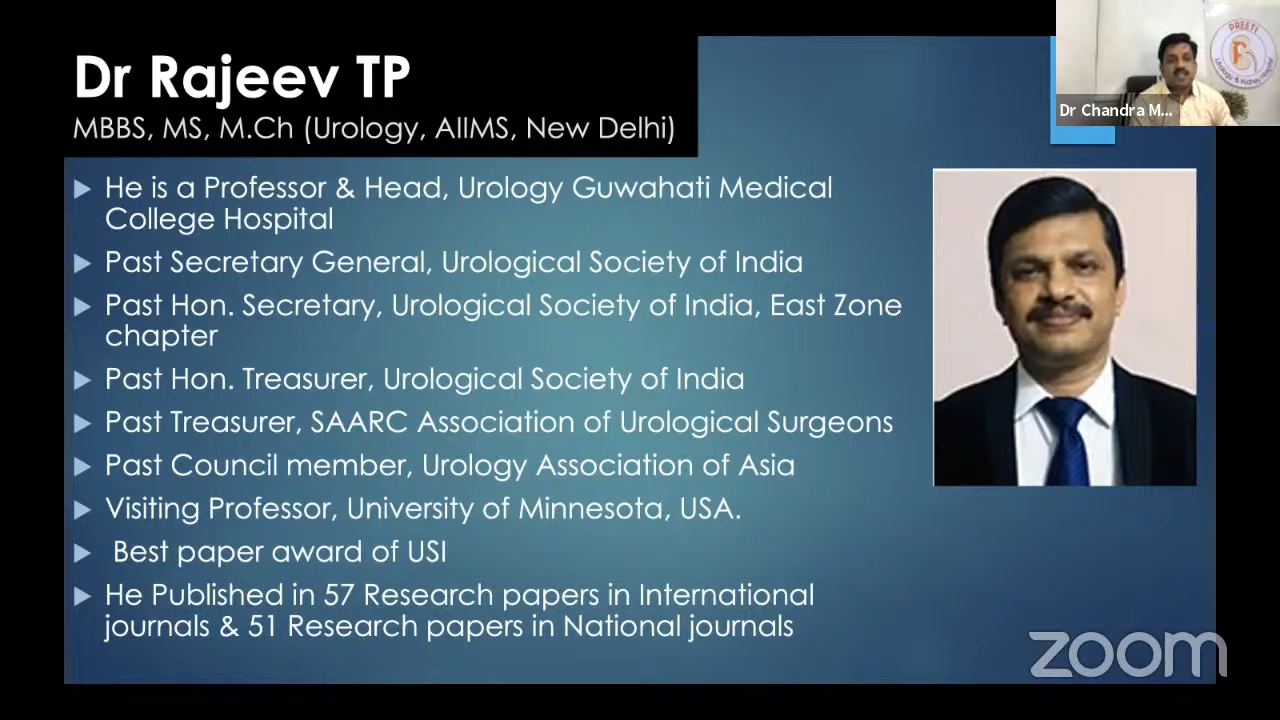 Dr Rajeev TP
MBBS, MS, M.Ch (Urology, AIIMS, New Delhi)
He is a Professor & Head, Urology Guwahati Medical
College Hospital
Past Secretary General, Urological Society of India
Past Hon. Secretary, Urological Society of India, East Zone
chapter
Past Hon. Treasurer, Urological Society of India
Past Treasurer, SAARC Association of Urological Surgeons
Past Council member, Urology Association of Asia
Visiting Professor, University of Minnesota, USA.
Best paper award of USI
He Published in 57 Research papers in International
journals & 51 Research papers in National journals
PREETI
Urology & Kidney Hospital
Dr Chandra M...
zoom